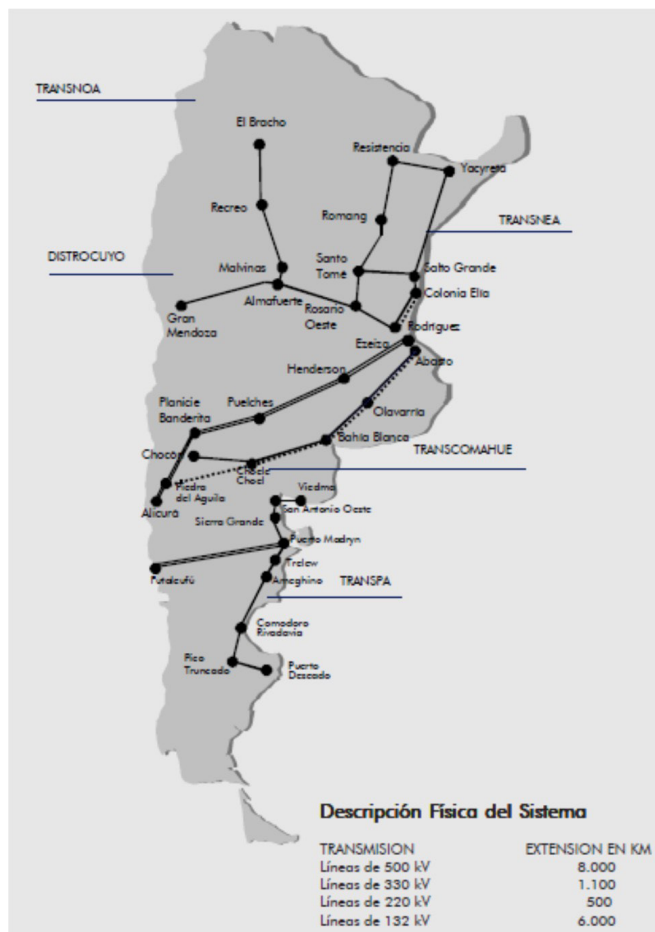 TRANSNOA
El Bracho
Resistencia
Yacyretá
Recreo
Romang
TRANSNEA
DISTROCUYO
Malvinas
Santo
Tomé
Salto Grande
Almafuerte
Colonia Elía
Gran
Mendoza
Rosario
Oeste
Rodríguez
Ezeiza
Abasto
Henderson
Planicie
Banderita
Puelches
Olavarría
Bahía Blanca
Chocón
TRANSCOMAHUE
Choele
Choel
Piedra
del Aguila
Viedma
Alicurá
San Antonio Oeste
Sierra Grande
Puerto Madryn
Trelew
Futaleufú
Ameghino
TRANSPA
Comodoro
Rivadavia
Pico
Truncado
Puerto
Deseado
Descripción Física del Sistema
TRANSMISION EXTENSION EN KM
Líneas de 500 kV 8.000
Líneas de 330 kV 1.100
Líneas de 220 kV 500
Líneas de 132 kV 6.000